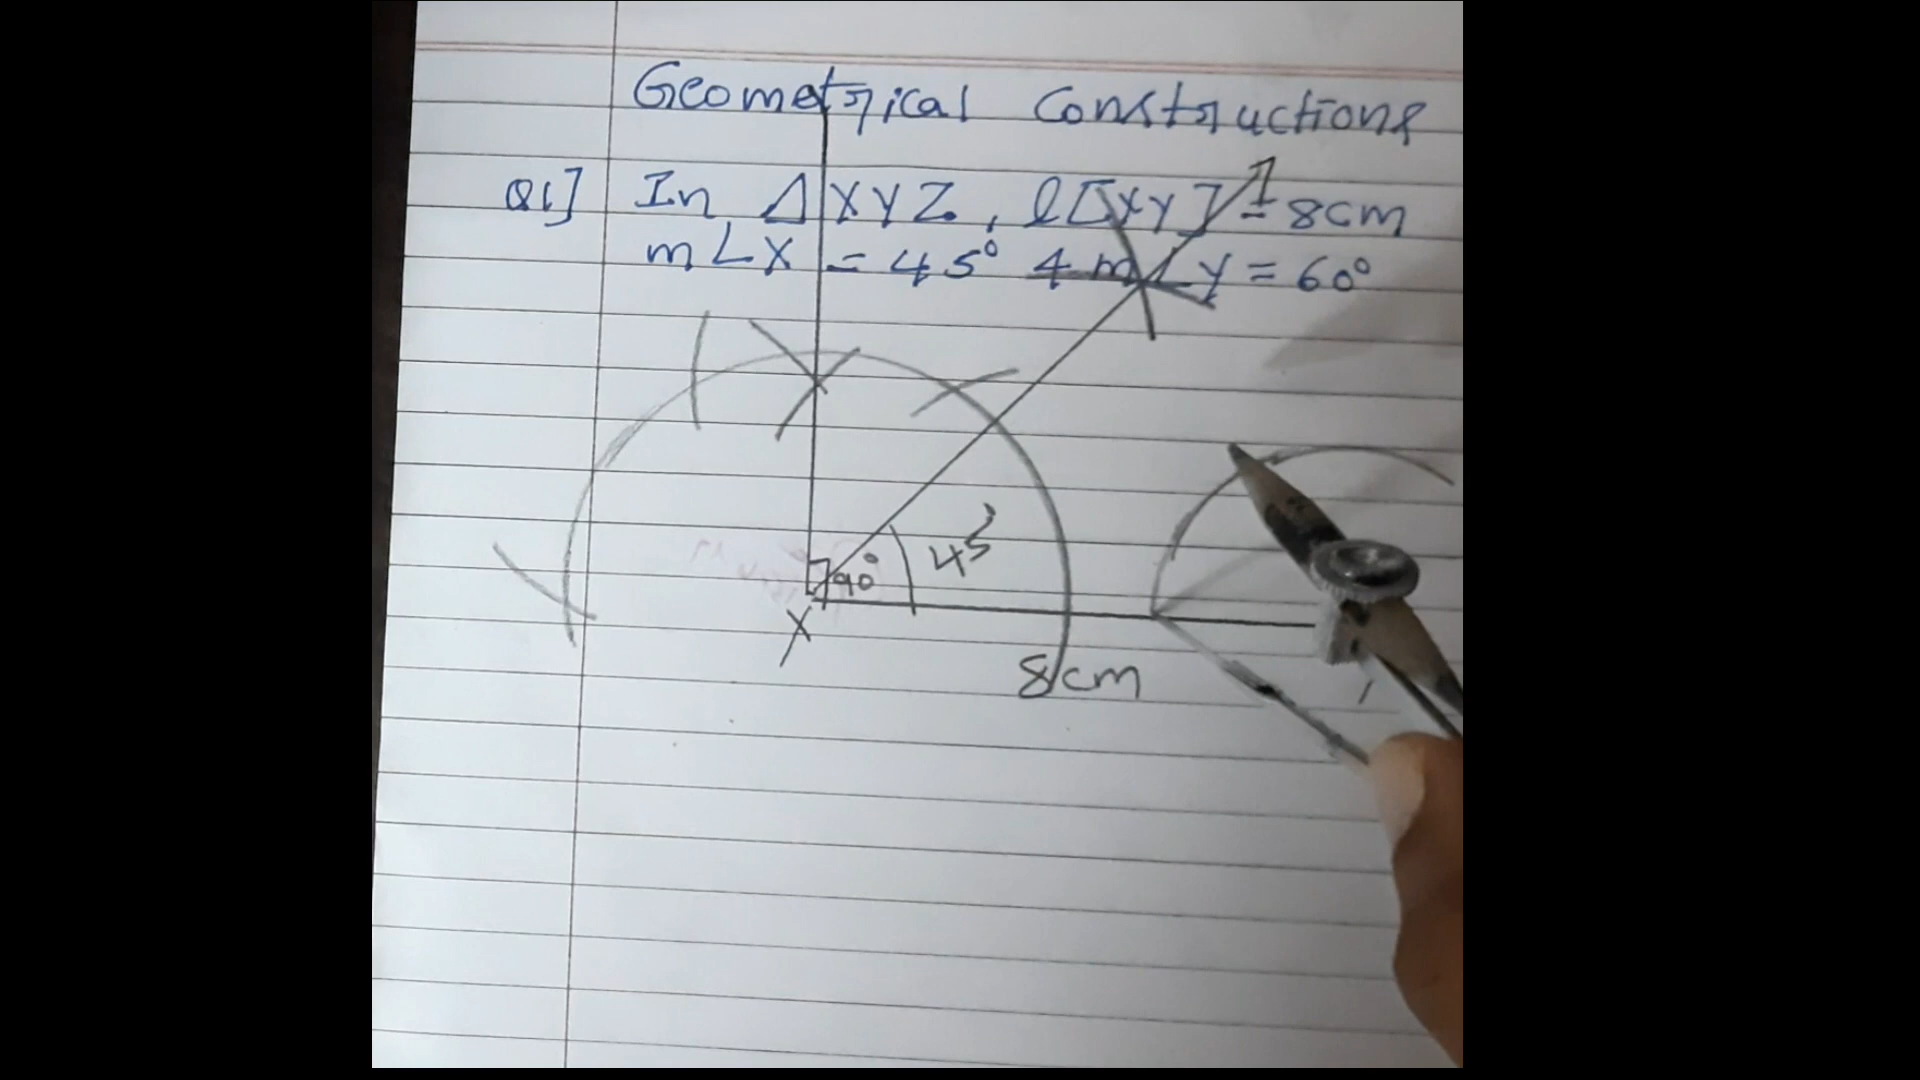 Geometrical Constructions
Q1] In △XYZ, l[XY] = 8cm
m∠X = 45° & m∠Y = 60°
45°
90°
X
8cm